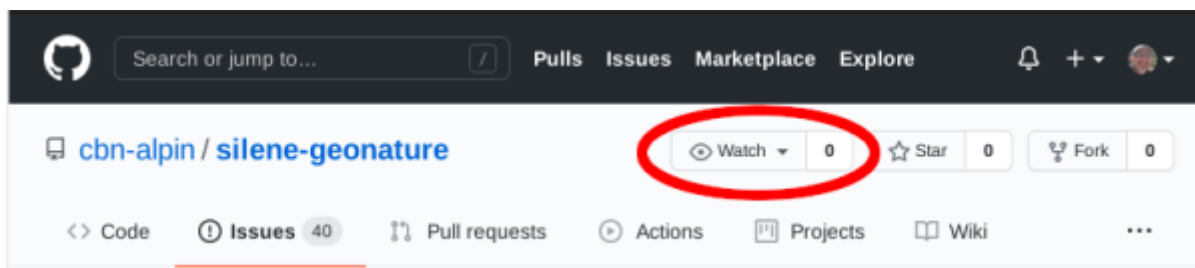 Search or jump to... / Pulls Issues Marketplace Explore
cbn-alpin / silene-geonature Watch 0 Star 0 Fork 0
<> Code Issues 40 Pull requests Actions Projects Wiki ...